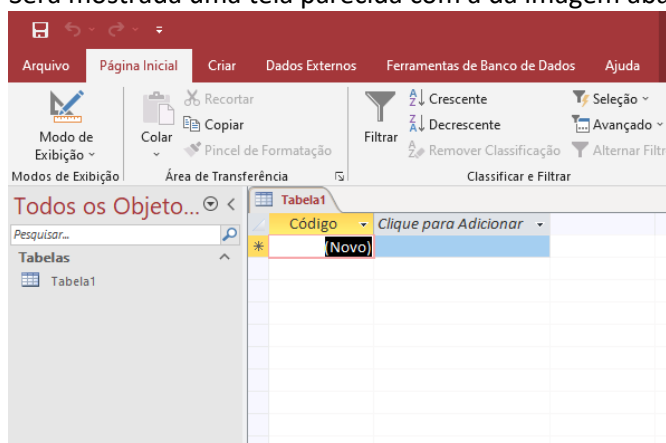 Será mostrada uma tela parecida com a da imagem aba
Arquivo Página Inicial Criar Dados Externos Ferramentas de Banco de Dados Ajuda
Modo de Exibição
Colar
Recortar
Copiar
Pincel de Formatação
Filtrar
Crescente
Decrescente
Remover Classificação
Seleção
Avançado
Alternar Filtr
Modos de Exibição Área de Transferência Classificar e Filtrar
Todos os Objeto...
Pesquisar...
Tabelas
Tabela1
Tabela1
Código Clique para Adicionar
(Novo)